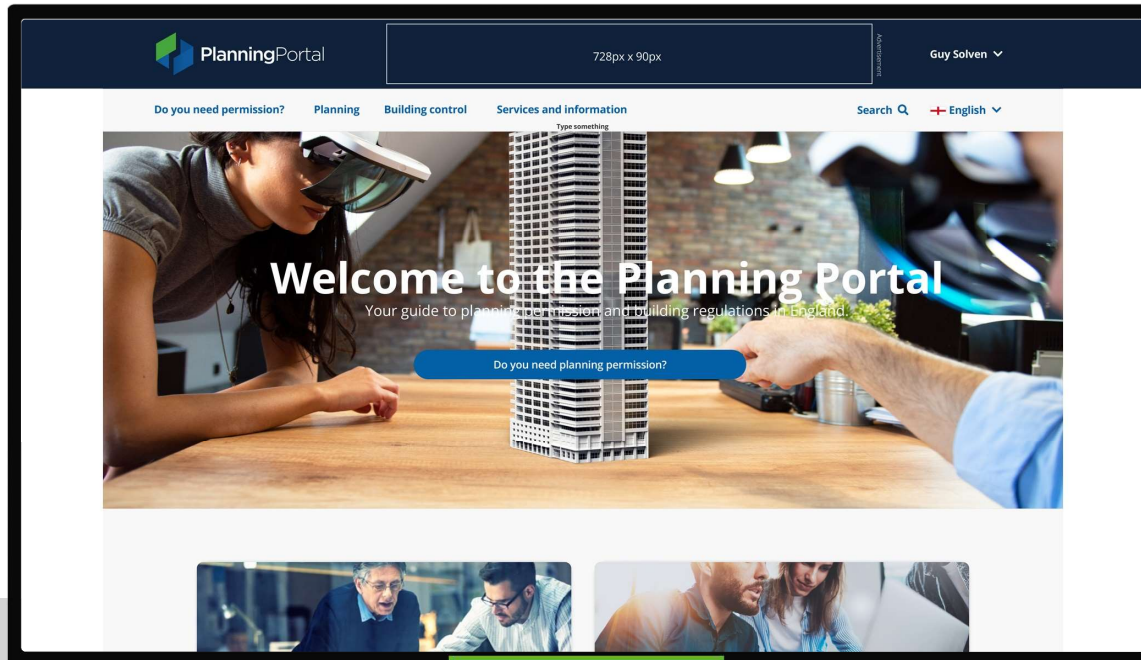 PlanningPortal
728px x 90px
Advertisement
Guy Solven
Do you need permission?
Planning
Building control
Services and information
Search
English
Type something
Welcome to the Planning Portal
Your guide to planning permission and building regulations in England.
Do you need planning permission?